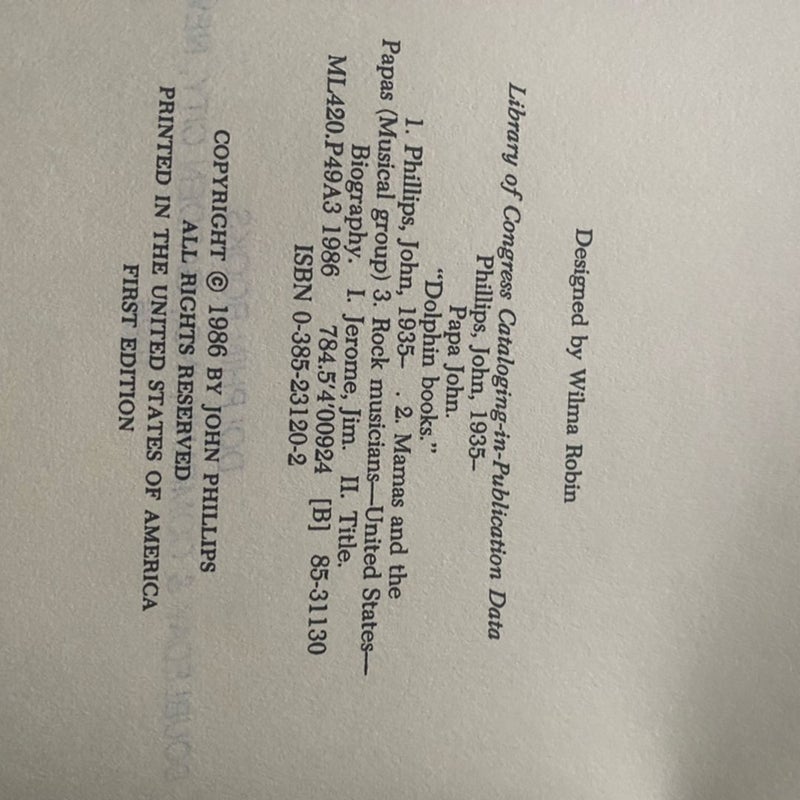 Designed by Wilma Robin
Library of Congress Cataloging-in-Publication Data
Phillips, John, 1935–
Papa John.
“Dolphin books.”
1. Phillips, John, 1935–  . 2. Mamas and the
Papas (Musical group) 3. Rock musicians—United States—
Biography. I. Jerome, Jim. II. Title.
ML420.P49A3 1986 784.5'4'00924 [B] 85-31130
ISBN 0-385-23120-2
COPYRIGHT © 1986 BY JOHN PHILLIPS
ALL RIGHTS RESERVED
PRINTED IN THE UNITED STATES OF AMERICA
FIRST EDITION